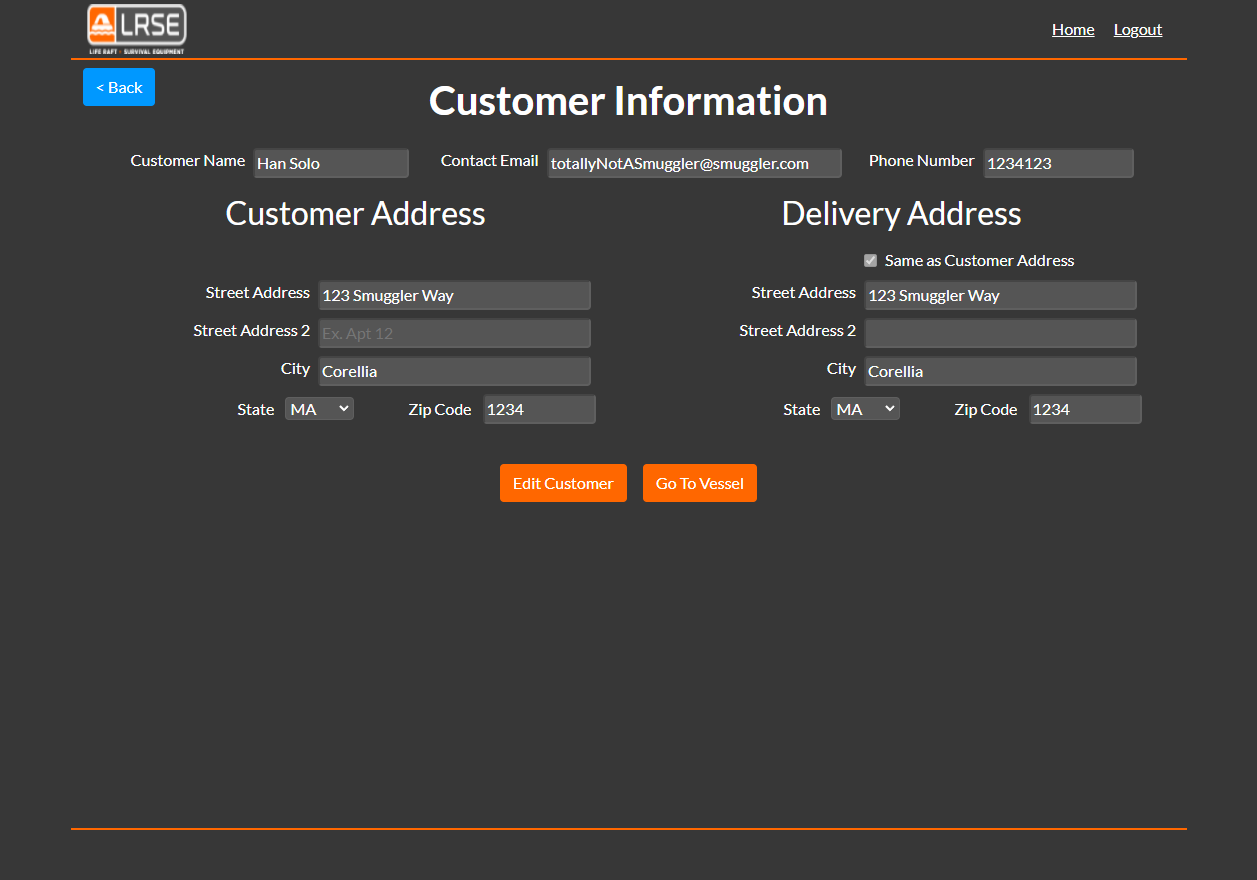 LRSE
LIFE RAFT · SURVIVAL EQUIPMENT
Home Logout
< Back
Customer Information
Customer Name Han Solo Contact Email totallyNotASmuggler@smuggler.com Phone Number 1234123
Customer Address
Delivery Address
Same as Customer Address
Street Address 123 Smuggler Way Street Address 123 Smuggler Way
Street Address 2 Ex. Apt 12 Street Address 2
City Corellia City Corellia
State MA Zip Code 1234 State MA Zip Code 1234
Edit Customer Go To Vessel